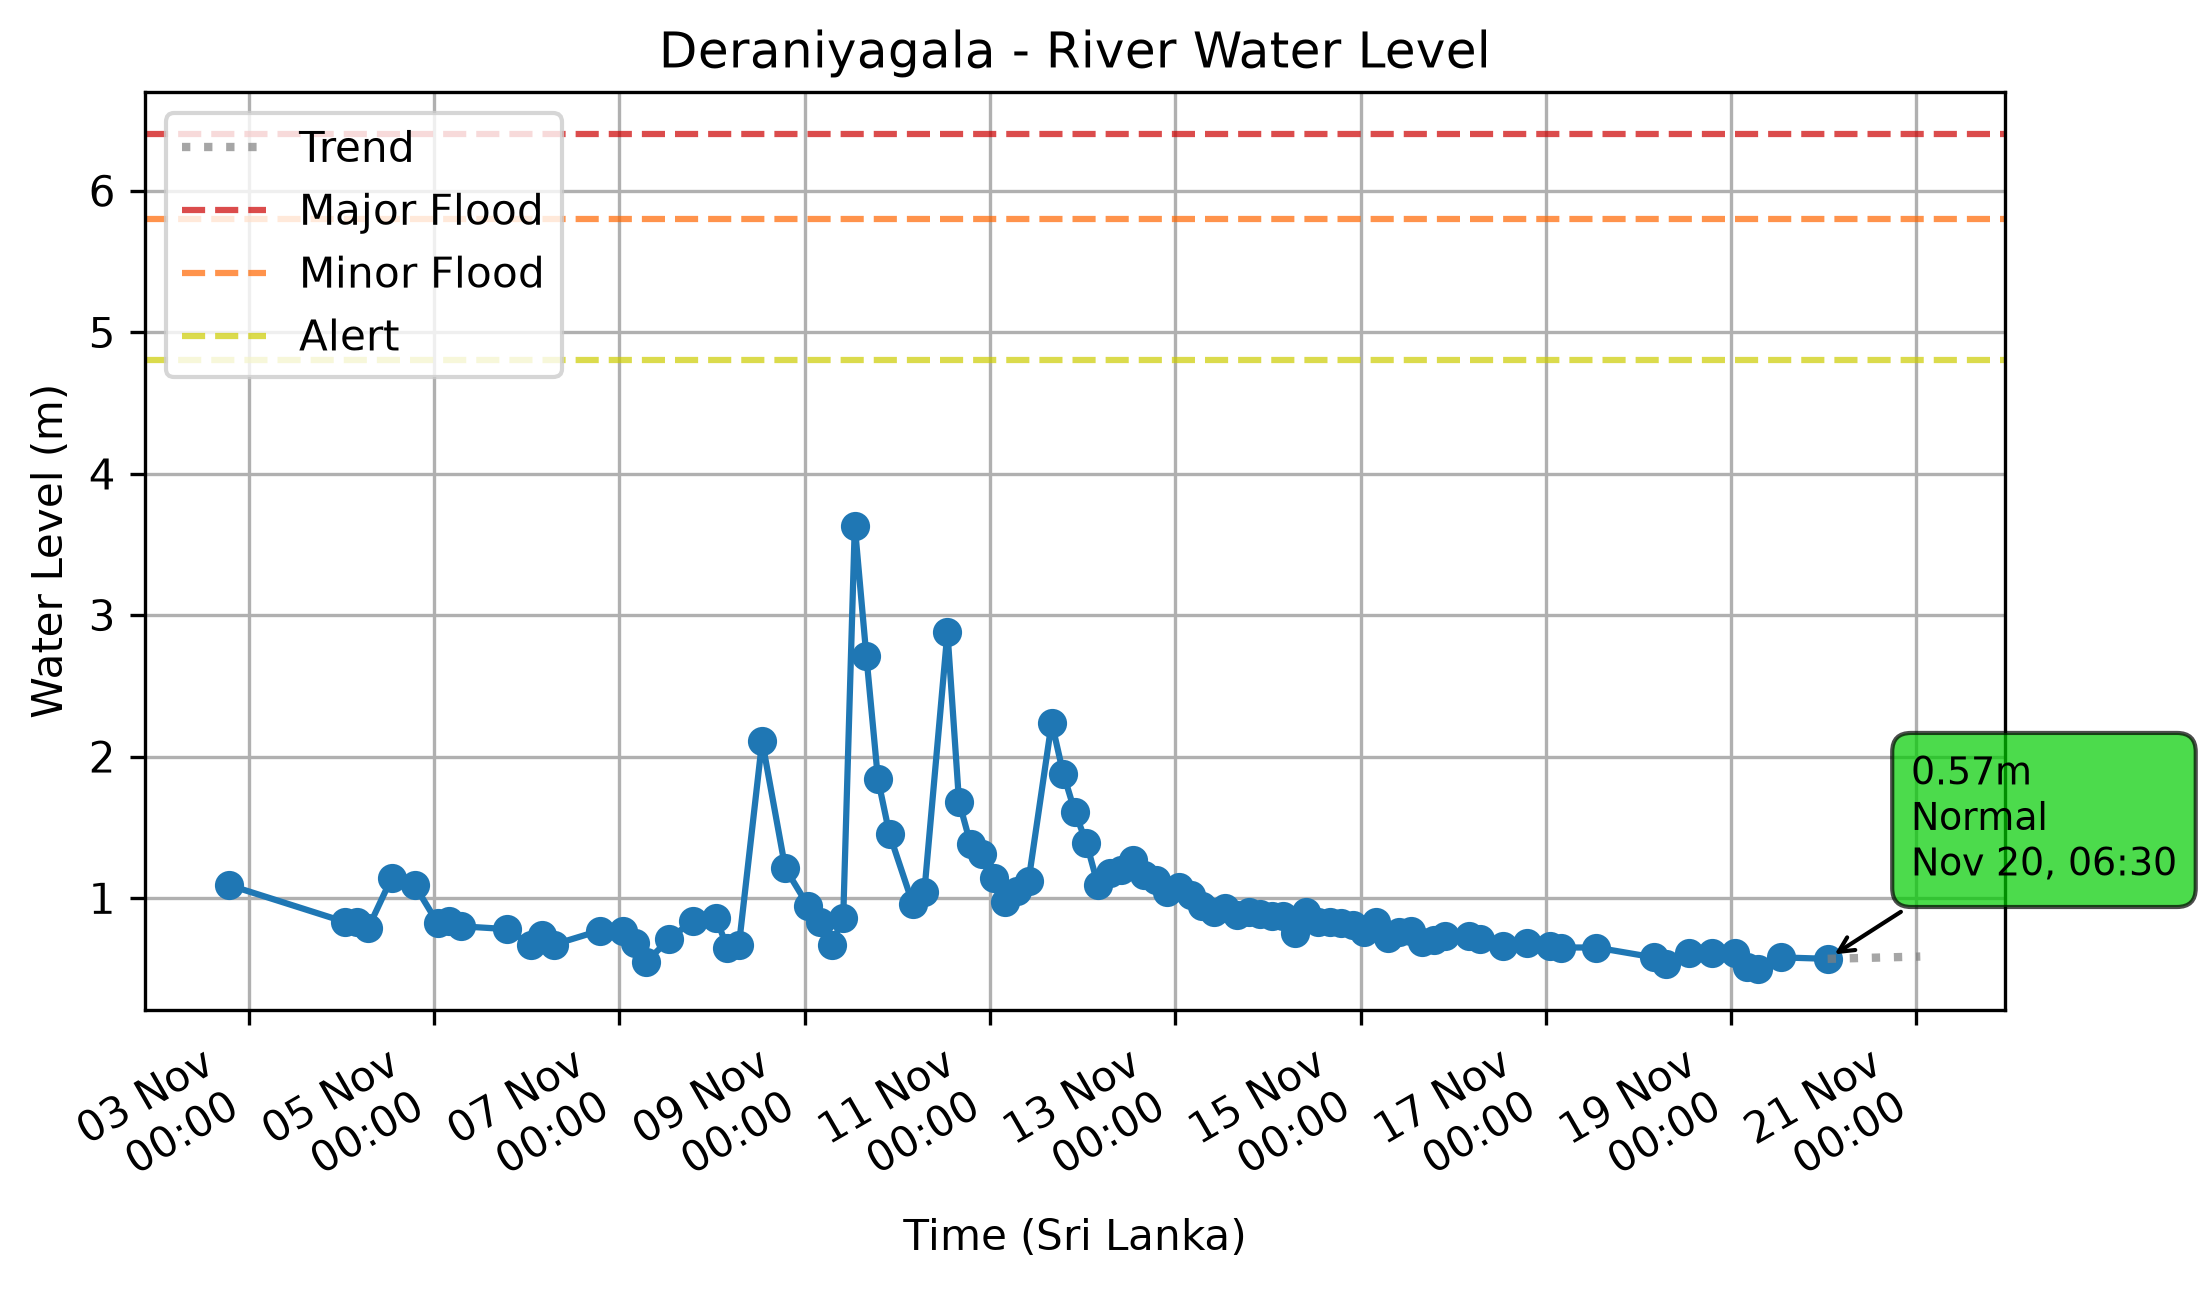 Deraniyagala - River Water Level
Trend
Major Flood
Minor Flood
Alert
6
5
4
3
2
1
Water Level (m)
0.57m
Normal
Nov 20, 06:30
03 Nov
00:00
05 Nov
00:00
07 Nov
00:00
09 Nov
00:00
11 Nov
00:00
13 Nov
00:00
15 Nov
00:00
17 Nov
00:00
19 Nov
00:00
21 Nov
00:00
Time (Sri Lanka)